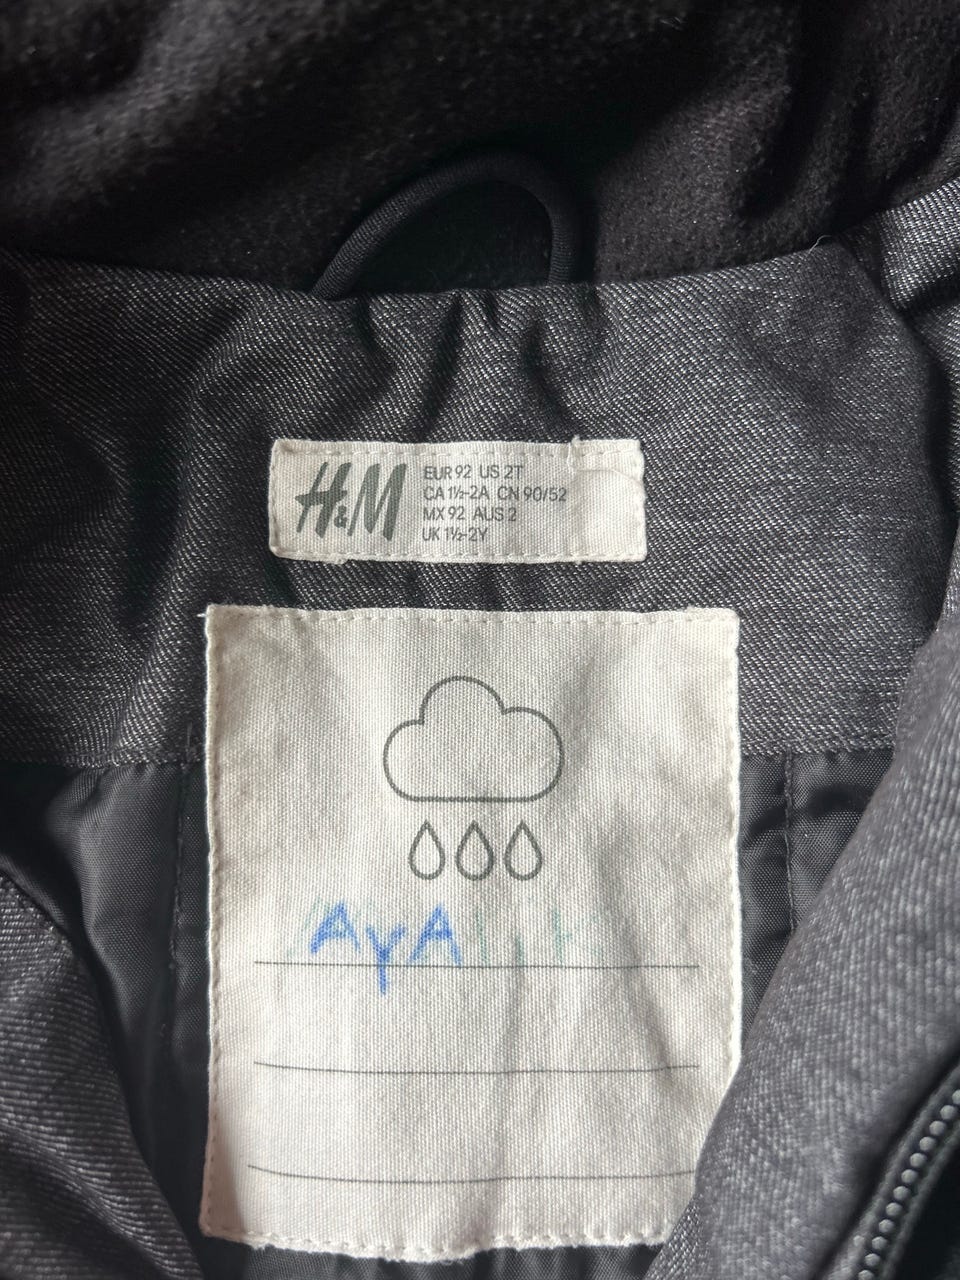 H&M
EUR 92 US 2T
CA 1½-2A CN 90/52
MX 92 AUS 2
UK 1½-2Y
AyA